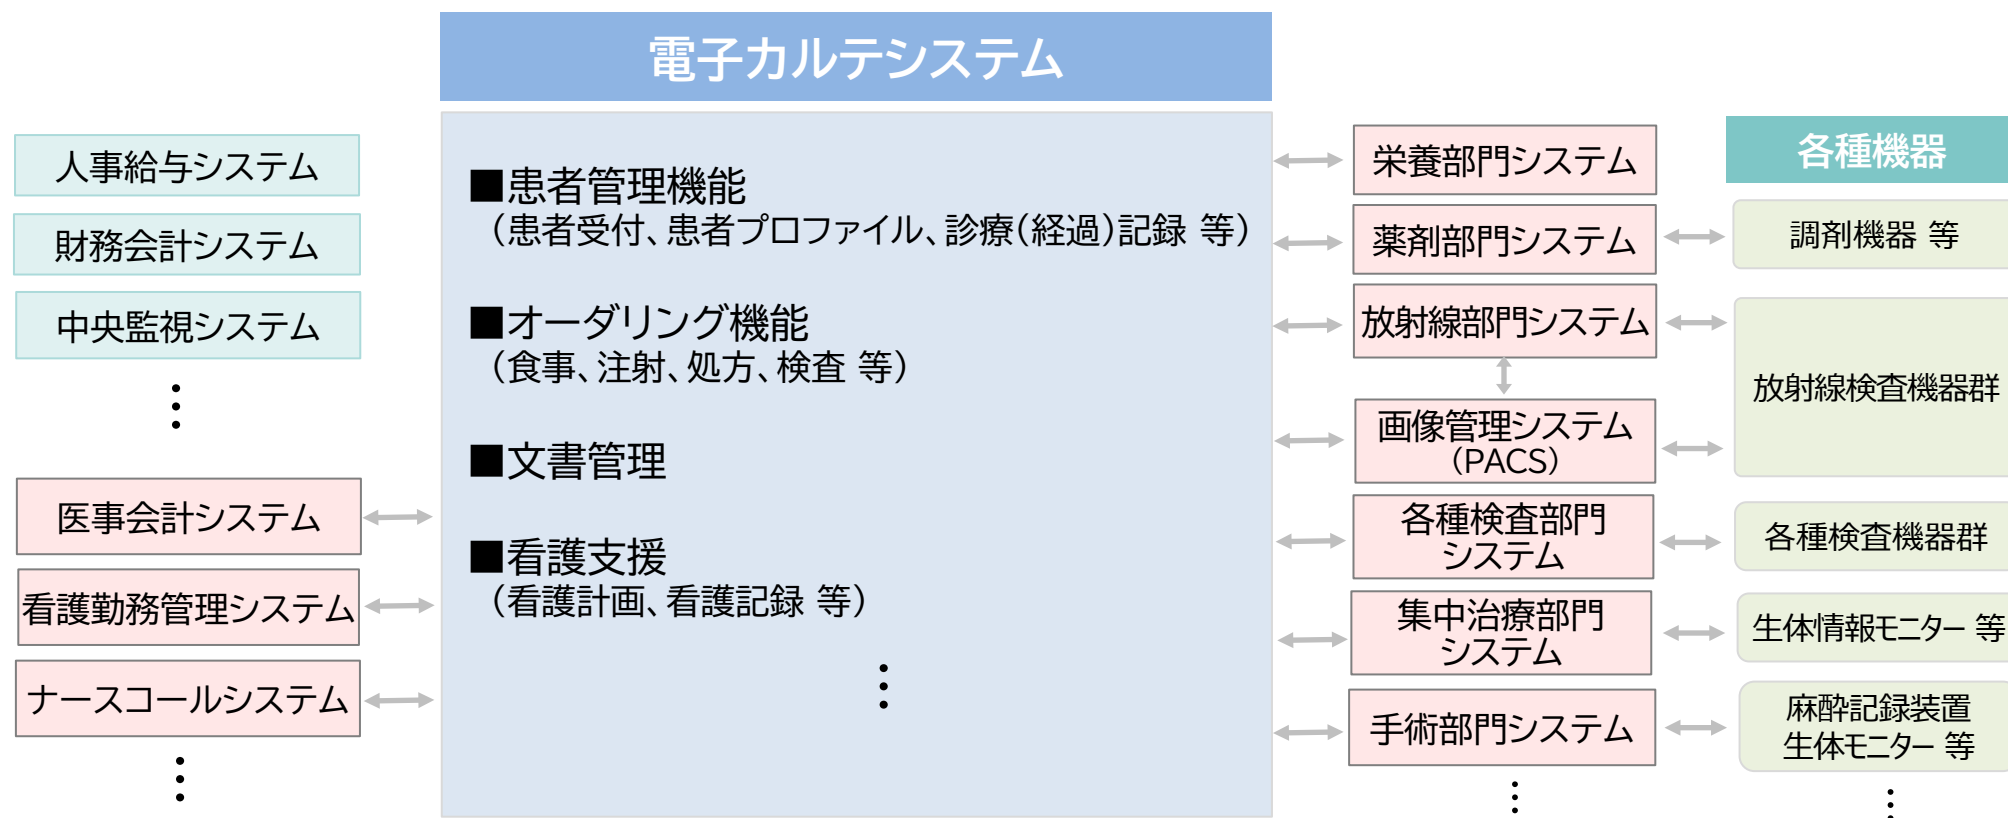 電子カルテシステム
人事給与システム
財務会計システム
中央監視システム
⋮
医事会計システム
看護勤務管理システム
ナースコールシステム
⋮
■患者管理機能
（患者受付、患者プロファイル、診療（経過）記録 等）
■オーダリング機能
（食事、注射、処方、検査 等）
■文書管理
■看護支援
（看護計画、看護記録 等）
⋮
栄養部門システム
薬剤部門システム
放射線部門システム
画像管理システム
（PACS）
各種検査部門
システム
集中治療部門
システム
手術部門システム
⋮
各種機器
調剤機器 等
放射線検査機器群
各種検査機器群
生体情報モニター 等
麻酔記録装置
生体モニター 等
⋮